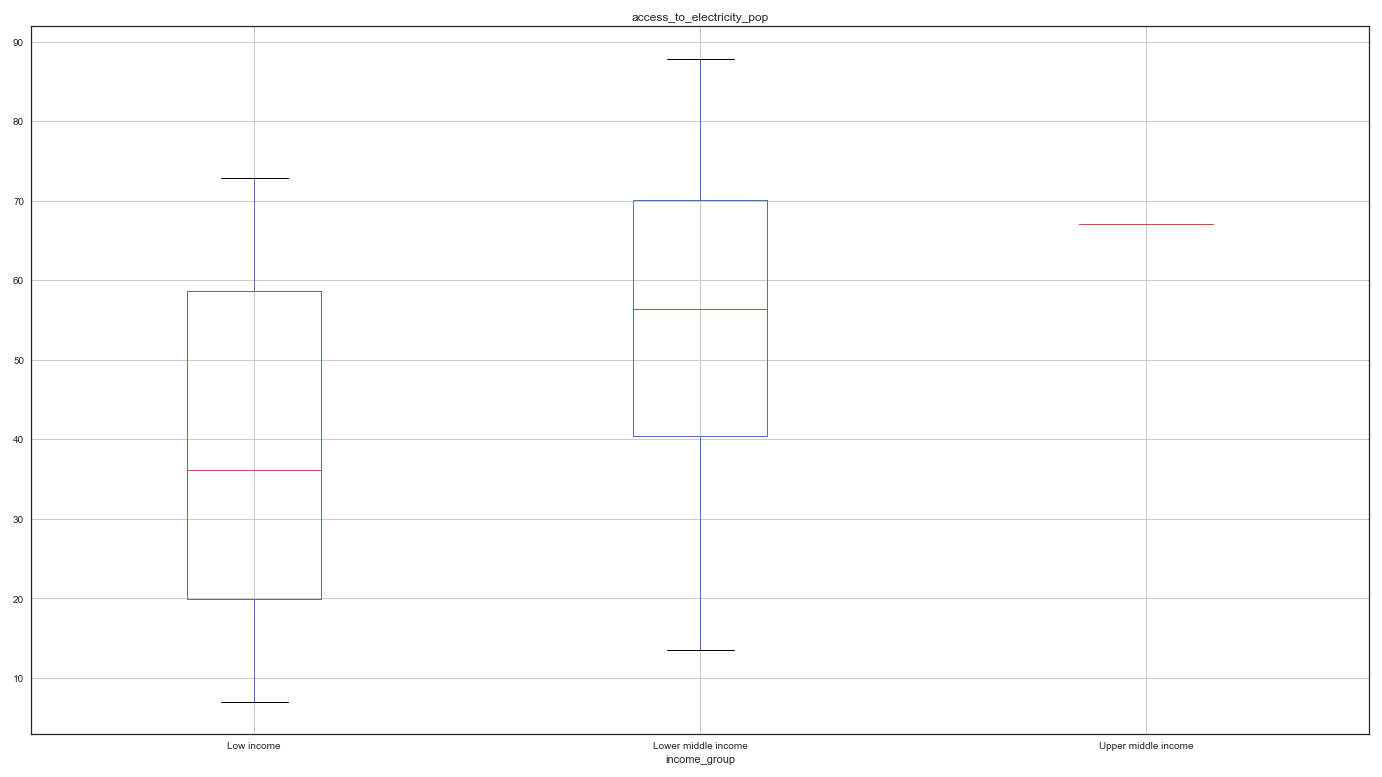 access_to_electricity_pop
90
80
70
60
50
40
30
20
10
Low income
Lower middle income
Upper middle income
income_group